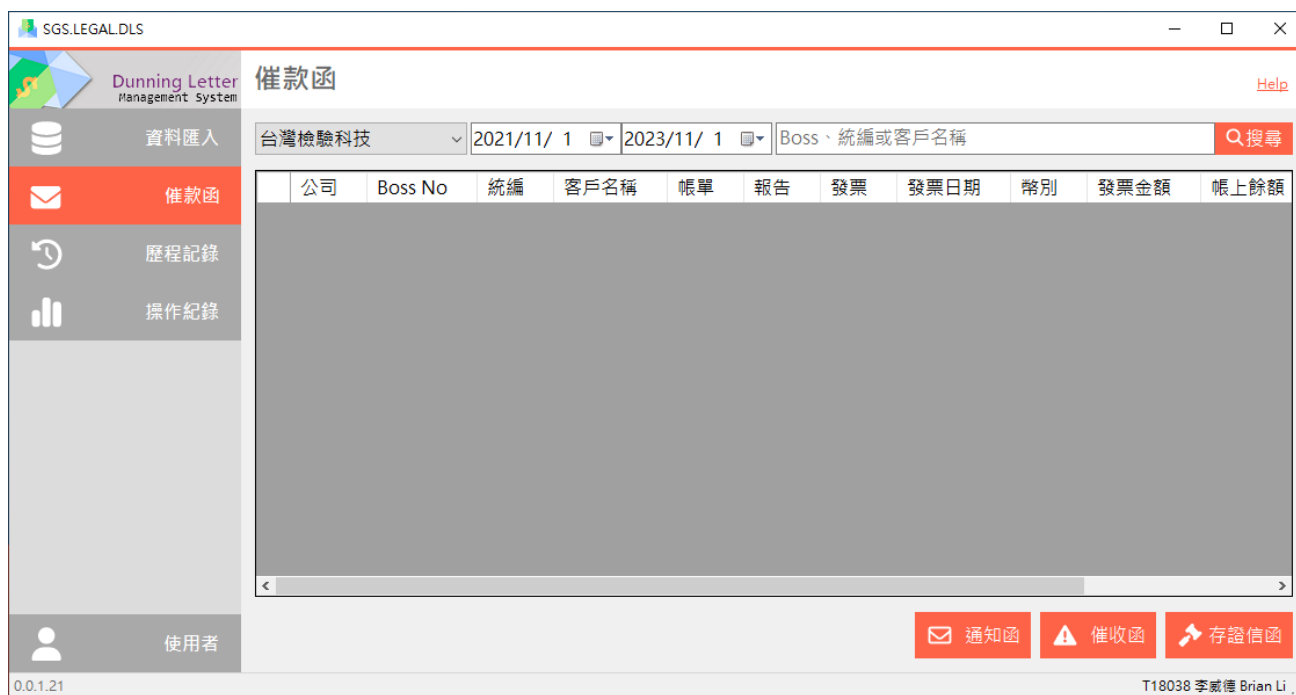 SGS.LEGAL.DLS
Dunning Letter
Management System
催款函
Help
資料匯入
催款函
歷程記錄
操作紀錄
使用者
台灣檢驗科技 2021/11/ 1 2023/11/ 1 Boss、統編或客戶名稱 搜尋
公司 Boss No 統編 客戶名稱 帳單 報告 發票 發票日期 幣別 發票金額 帳上餘額
通知函 催收函 存證信函
0.0.1.21 T18038 李威德 Brian Li